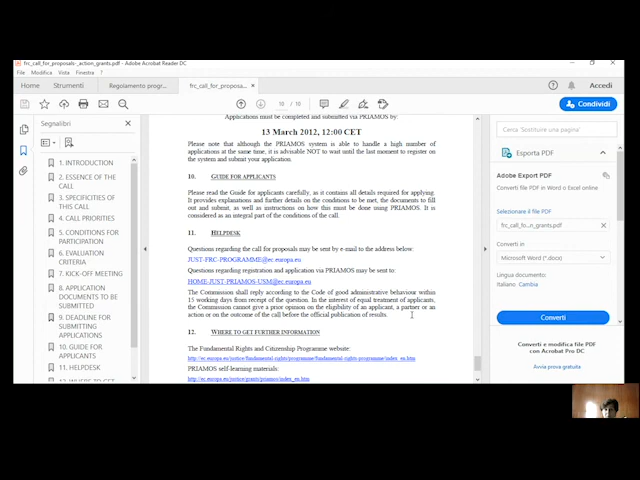 frc_call_for_proposals-_action_grants.pdf - Adobe Acrobat Reader DC
File Modifica Vista Finestra ?
Home Strumenti Regolamento progr... frc_call_for_proposa... × Accedi
10 / 10 Condividi
Segnalibri ×
1. INTRODUCTION
2. ESSENCE OF THE
CALL
3. SPECIFICITIES OF
THIS CALL
4. CALL PRIORITIES
5. CONDITIONS FOR
PARTICIPATION
6. EVALUATION
CRITERIA
7. KICK-OFF MEETING
8. APPLICATION
DOCUMENTS TO BE
SUBMITTED
9. DEADLINE FOR
SUBMITTING
APPLICATIONS
10. GUIDE FOR
APPLICANTS
11. HELPDESK
12. WHERE TO GET
Applications must be completed and submitted via PRIAMOS by:
13 March 2012, 12:00 CET
Please note that although the PRIAMOS system is able to handle a high number of
applications at the same time, it is advisable NOT to wait until the last moment to register on
the system and submit your application.
10. GUIDE FOR APPLICANTS
Please read the Guide for applicants carefully, as it contains all details required for applying.
It provides explanations and further details on the conditions to be met, the documents to fill
out and submit, as well as instructions on how this must be done using PRIAMOS. It is
considered as an integral part of the conditions of the call.
11. HELPDESK
Questions regarding the call for proposals may be sent by e-mail to the address below:
JUST-FRC-PROGRAMME@ec.europa.eu
Questions regarding registration and application via PRIAMOS may be sent to:
HOME-JUST-PRIAMOS-USM@ec.europa.eu
The Commission shall reply according to the Code of good administrative behaviour within
15 working days from receipt of the question. In the interest of equal treatment of applicants,
the Commission cannot give a prior opinion on the eligibility of an applicant, a partner or an
action or on the outcome of the call before the official publication of results.
12. WHERE TO GET FURTHER INFORMATION
The Fundamental Rights and Citizenship Programme website:
http://ec.europa.eu/justice/fundamental-rights/programme/fundamental-rights-programme/index_en.htm
PRIAMOS self-learning materials:
http://ec.europa.eu/justice/grants/priamos/index_en.htm
Cerca 'Sostituire una pagina'
Esporta PDF
Adobe Export PDF
Converti file PDF in Word o Excel online
Selezionare il file PDF
frc_call_fo...n_grants.pdf ×
Converti in
Microsoft Word (*.docx)
Lingua documento:
Italiano Cambia
Converti
Converti e modifica file PDF
con Acrobat Pro DC
Avvia prova gratuita